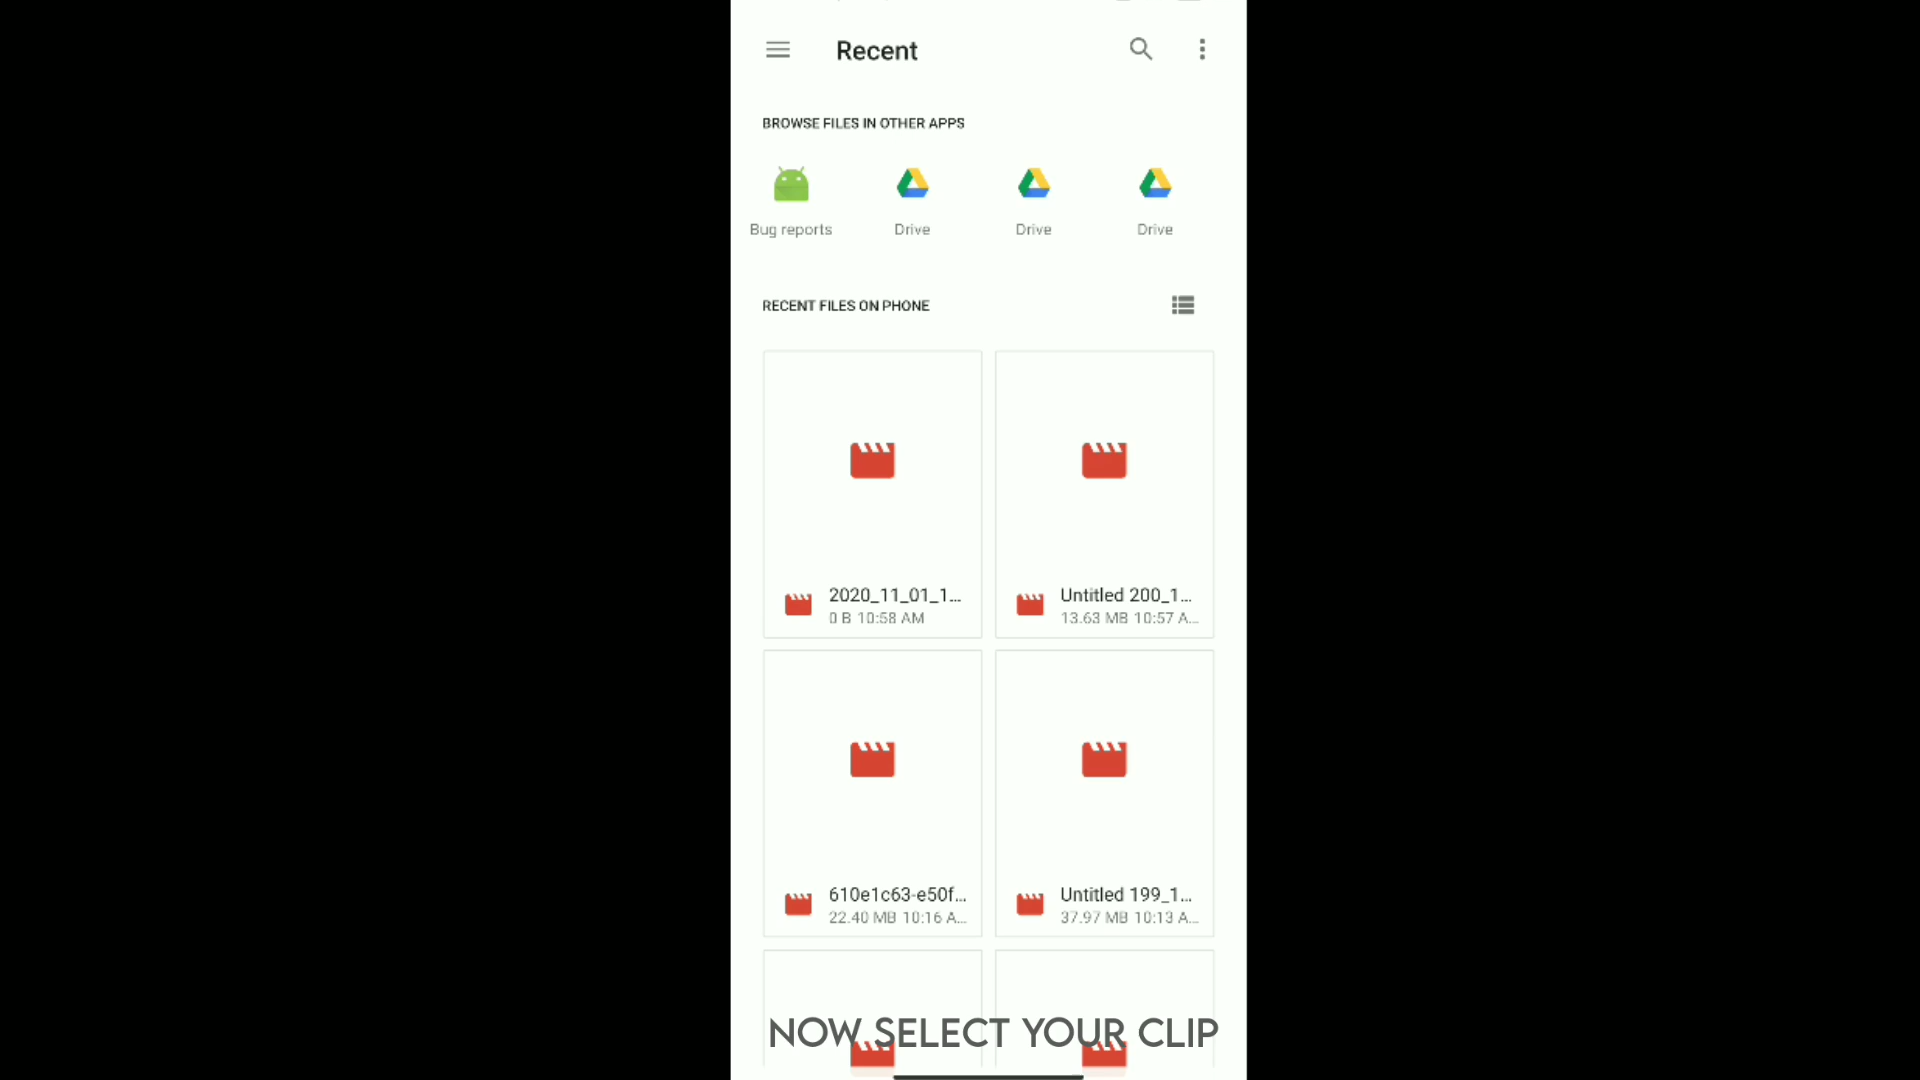 Recent
BROWSE FILES IN OTHER APPS
Bug reports
Drive
Drive
Drive
RECENT FILES ON PHONE
2020_11_01_1...
0 B 10:58 AM
Untitled 200_1...
13.63 MB 10:57 A...
610e1c63-e50f...
22.40 MB 10:16 A...
Untitled 199_1...
37.97 MB 10:13 A...
NOW SELECT YOUR CLIP